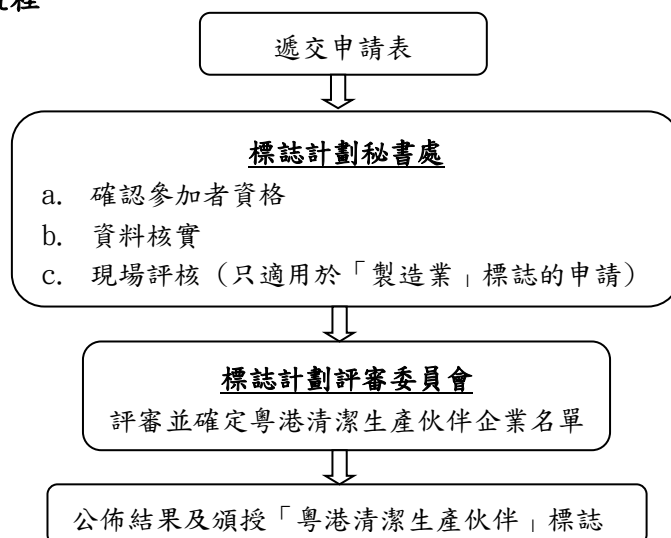 程
遞交申請表
標誌計劃秘書處
a. 確認參加者資格
b. 資料核實
c. 現場評核（只適用於「製造業」標誌的申請）
標誌計劃評審委員會
評審並確定粵港清潔生產伙伴企業名單
公佈結果及頒授「粵港清潔生產伙伴」標誌